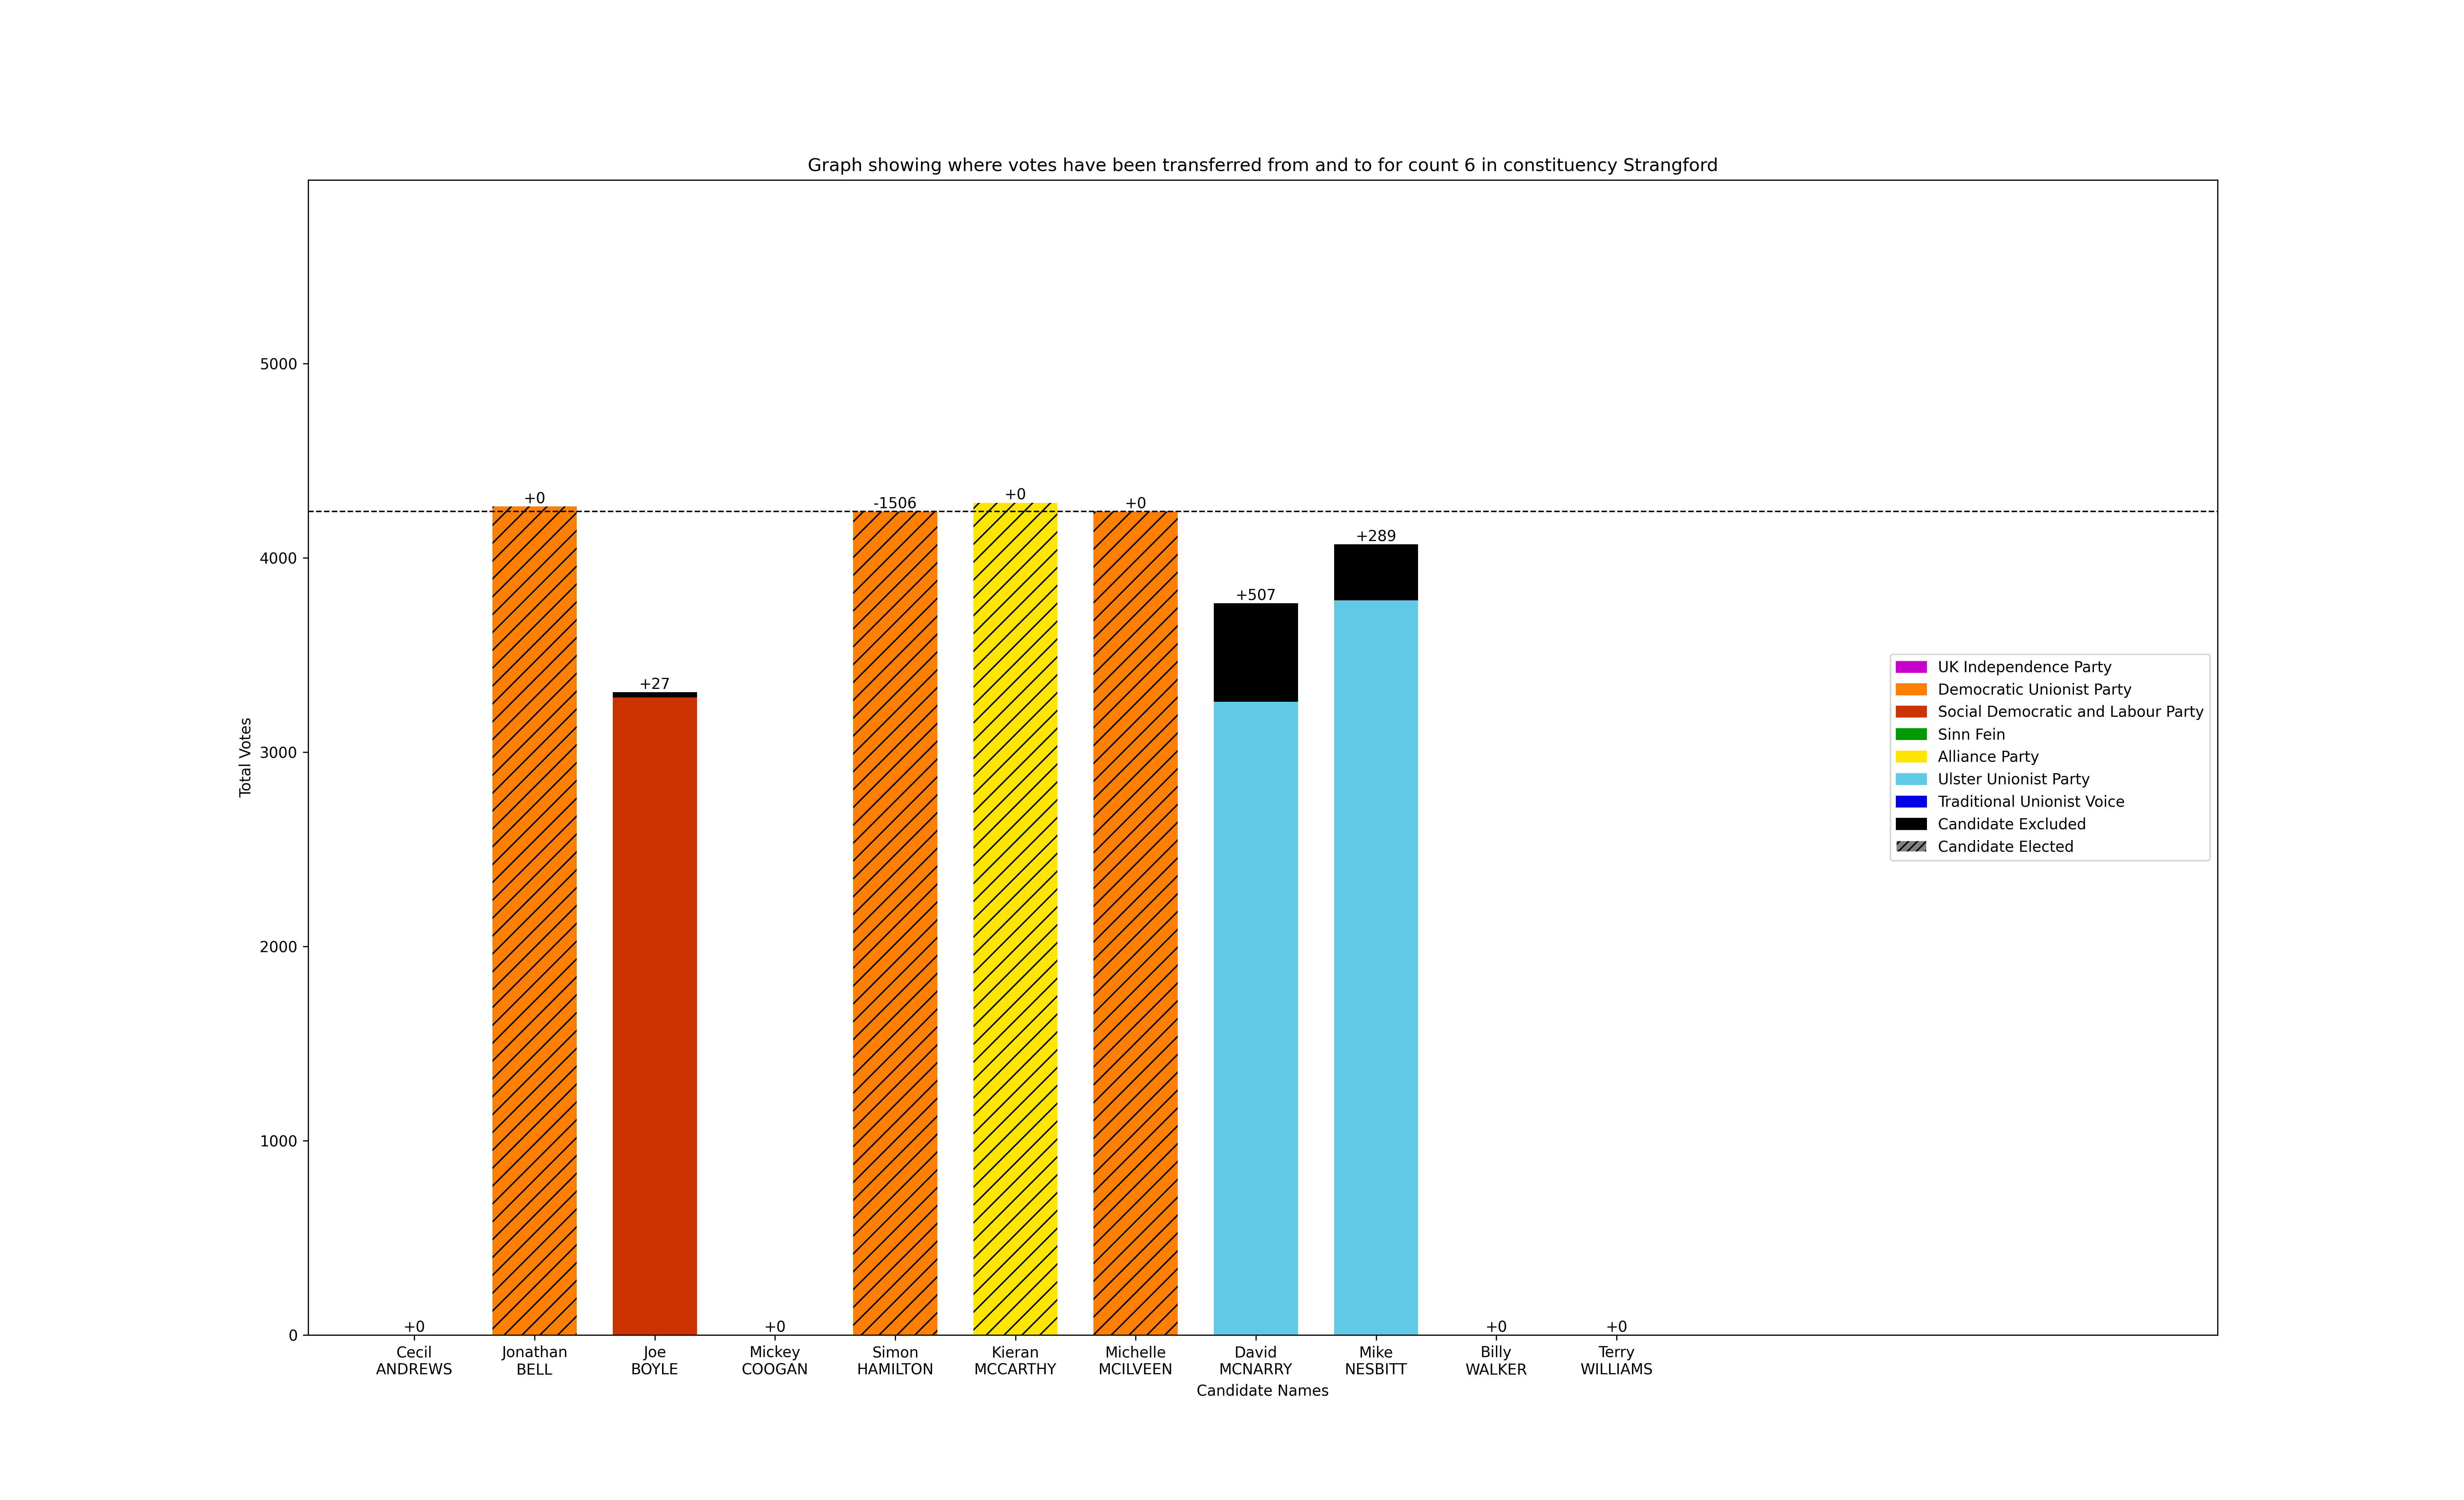 Graph showing where votes have been transferred from and to for count 6 in constituency Strangford
Total Votes
5000
4000
3000
2000
1000
0
+0
+0
+27
+0
-1506
+0
+0
+507
+289
+0
+0
Cecil
ANDREWS
Jonathan
BELL
Joe
BOYLE
Mickey
COOGAN
Simon
HAMILTON
Kieran
MCCARTHY
Michelle
MCILVEEN
David
MCNARRY
Mike
NESBITT
Billy
WALKER
Terry
WILLIAMS
Candidate Names
UK Independence Party
Democratic Unionist Party
Social Democratic and Labour Party
Sinn Fein
Alliance Party
Ulster Unionist Party
Traditional Unionist Voice
Candidate Excluded
Candidate Elected